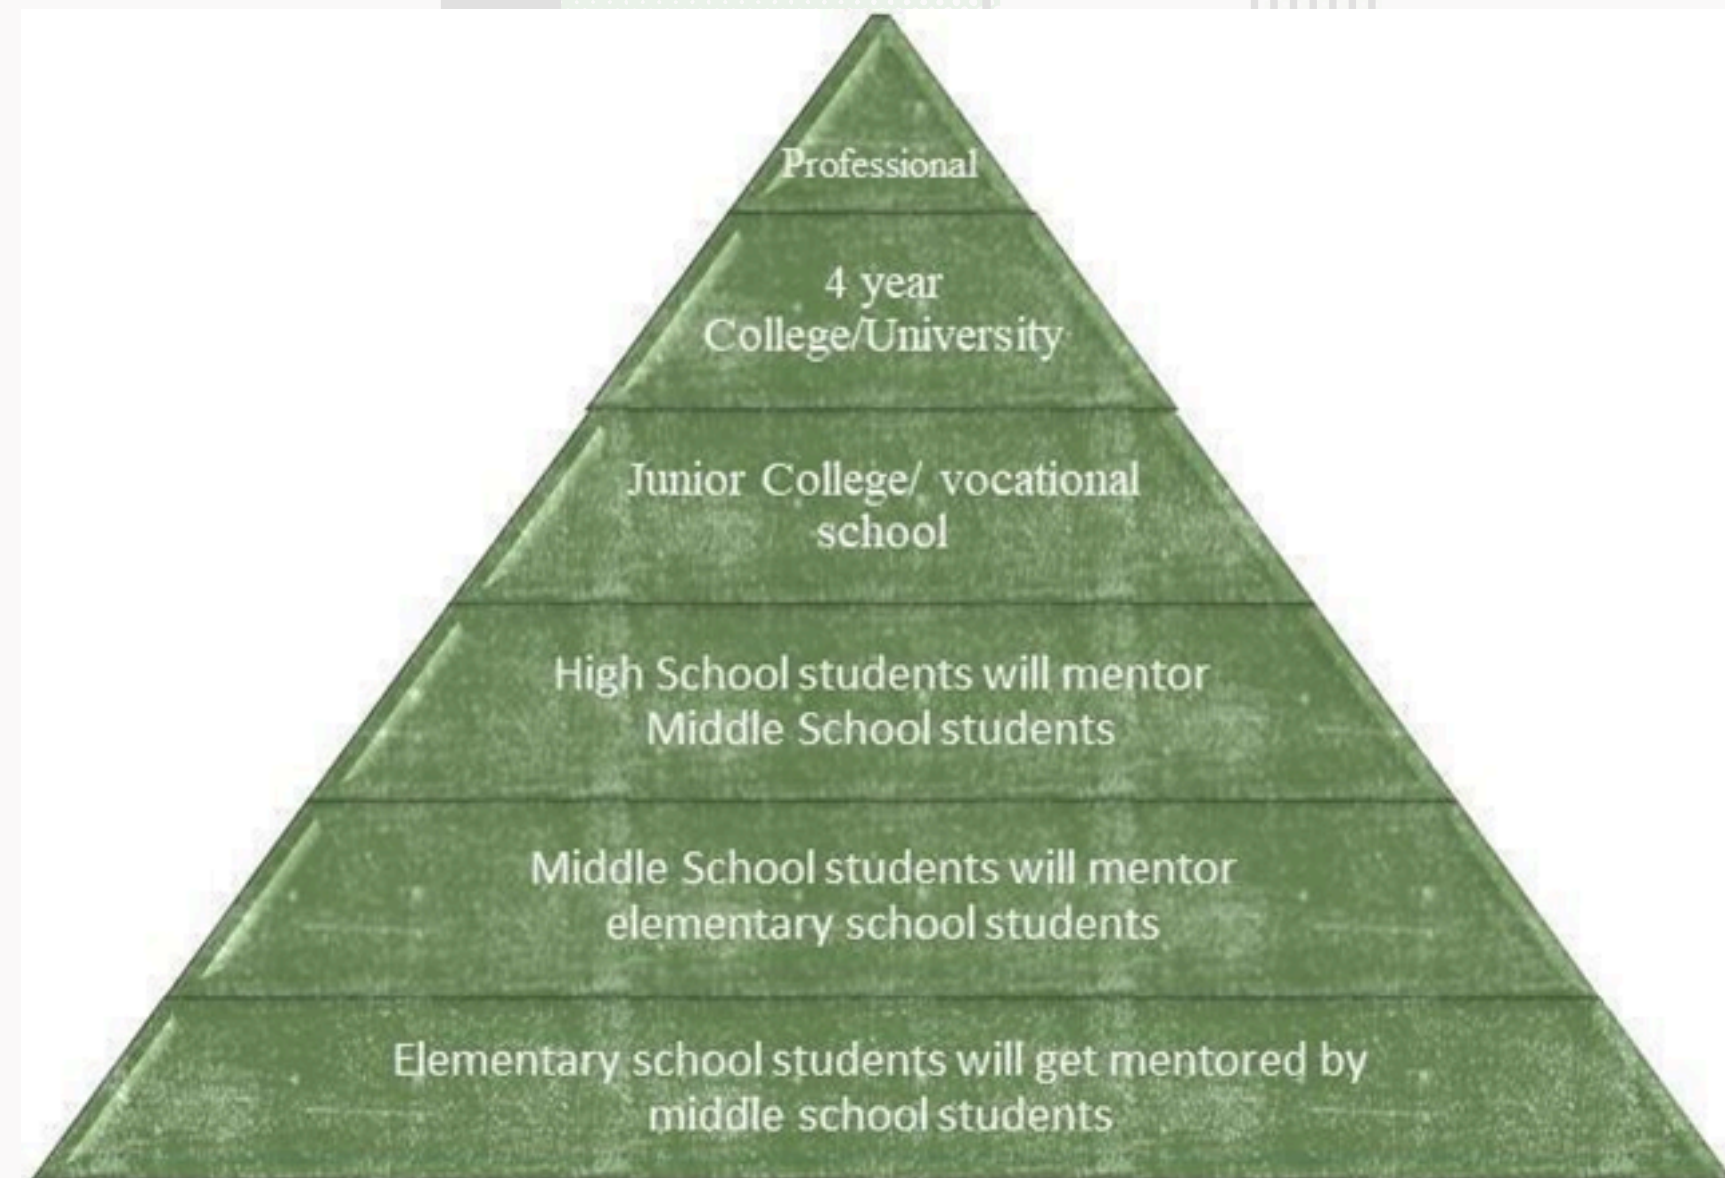 Professional
4 year
College/University
Junior College/ vocational
school
High School students will mentor
Middle School students
Middle School students will mentor
elementary school students
Elementary school students will get mentored by
middle school students